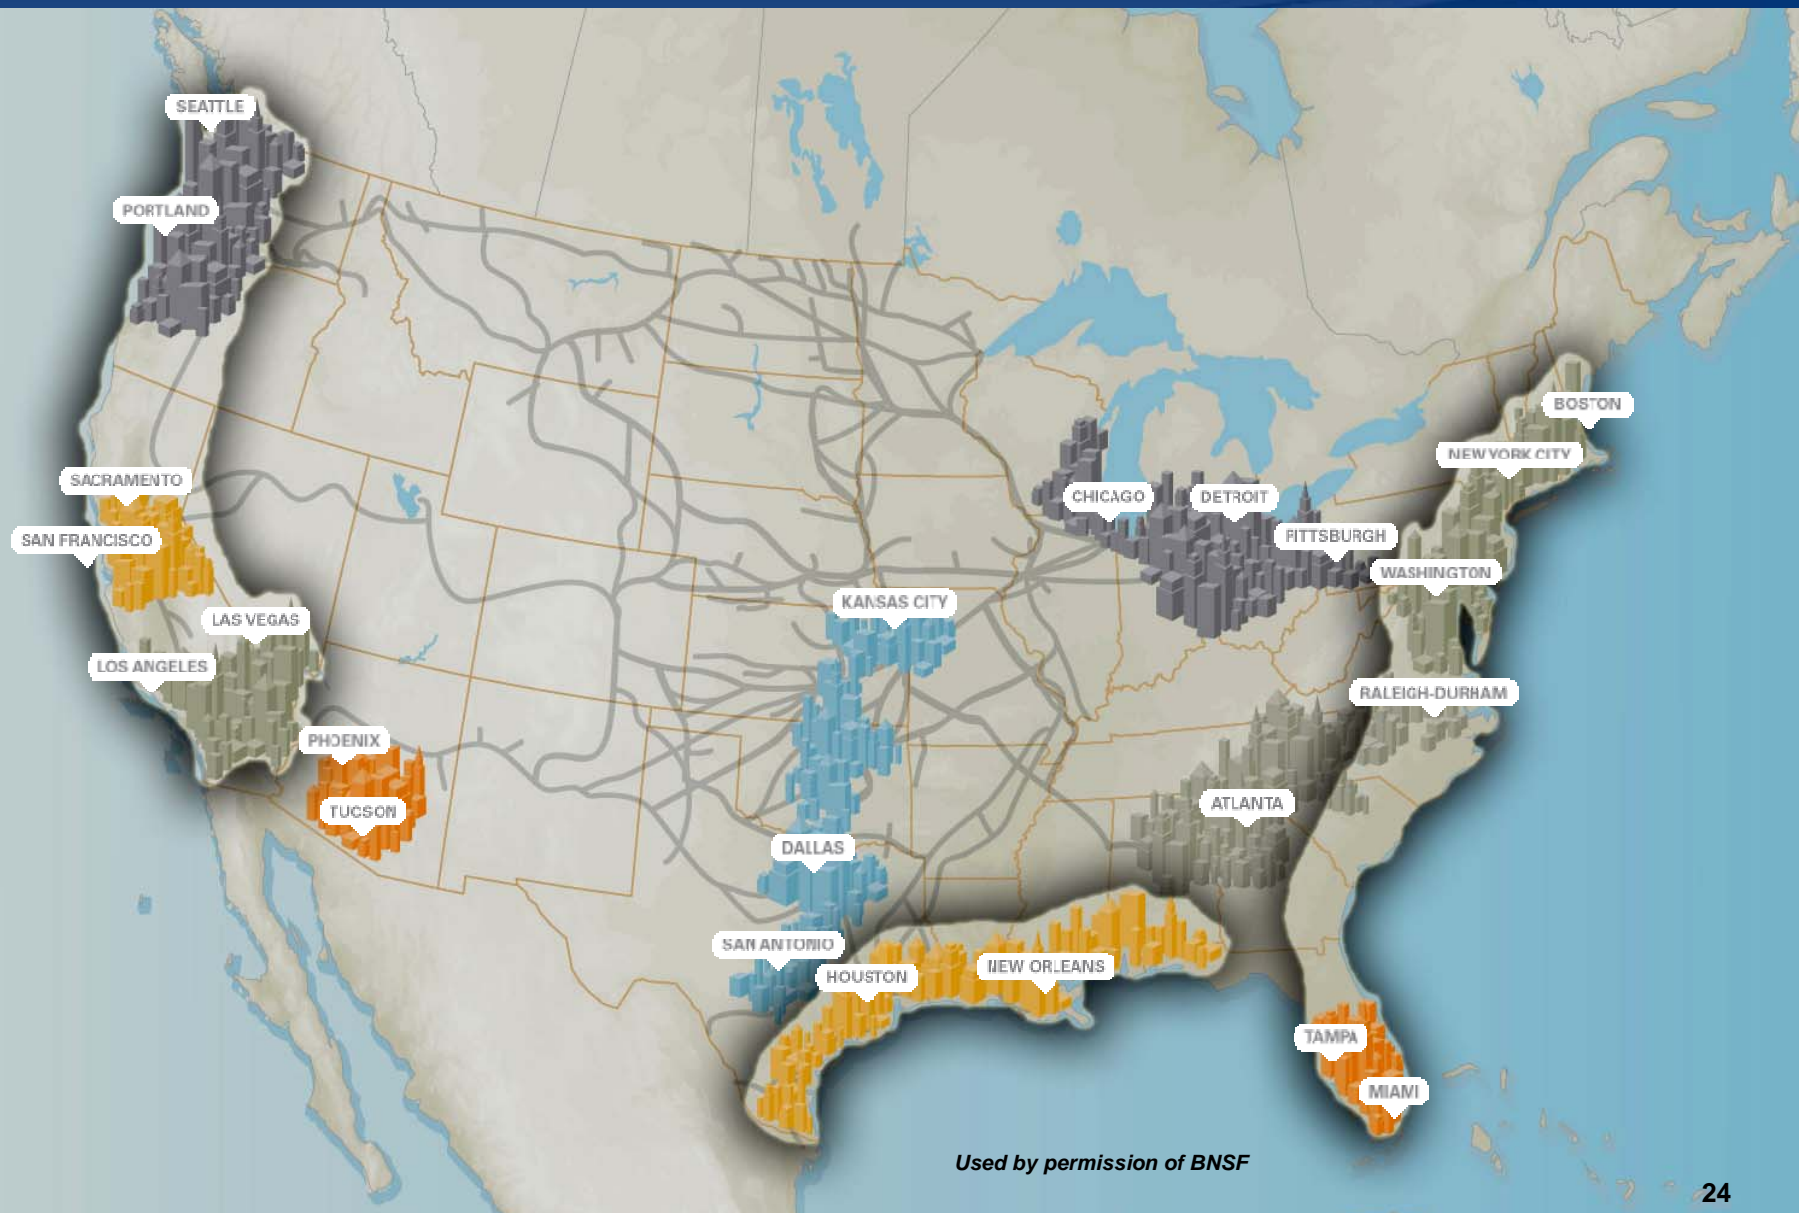 SEATTLE
PORTLAND
BOSTON
NEW YORK CITY
SACRAMENTO
CHICAGO
DETROIT
SAN FRANCISCO
PITTSBURGH
WASHINGTON
KANSAS CITY
LAS VEGAS
LOS ANGELES
RALEIGH-DURHAM
PHOENIX
ATLANTA
TUCSON
DALLAS
SAN ANTONIO
NEW ORLEANS
HOUSTON
TAMPA
MIAMI
Used by permission of BNSF
24